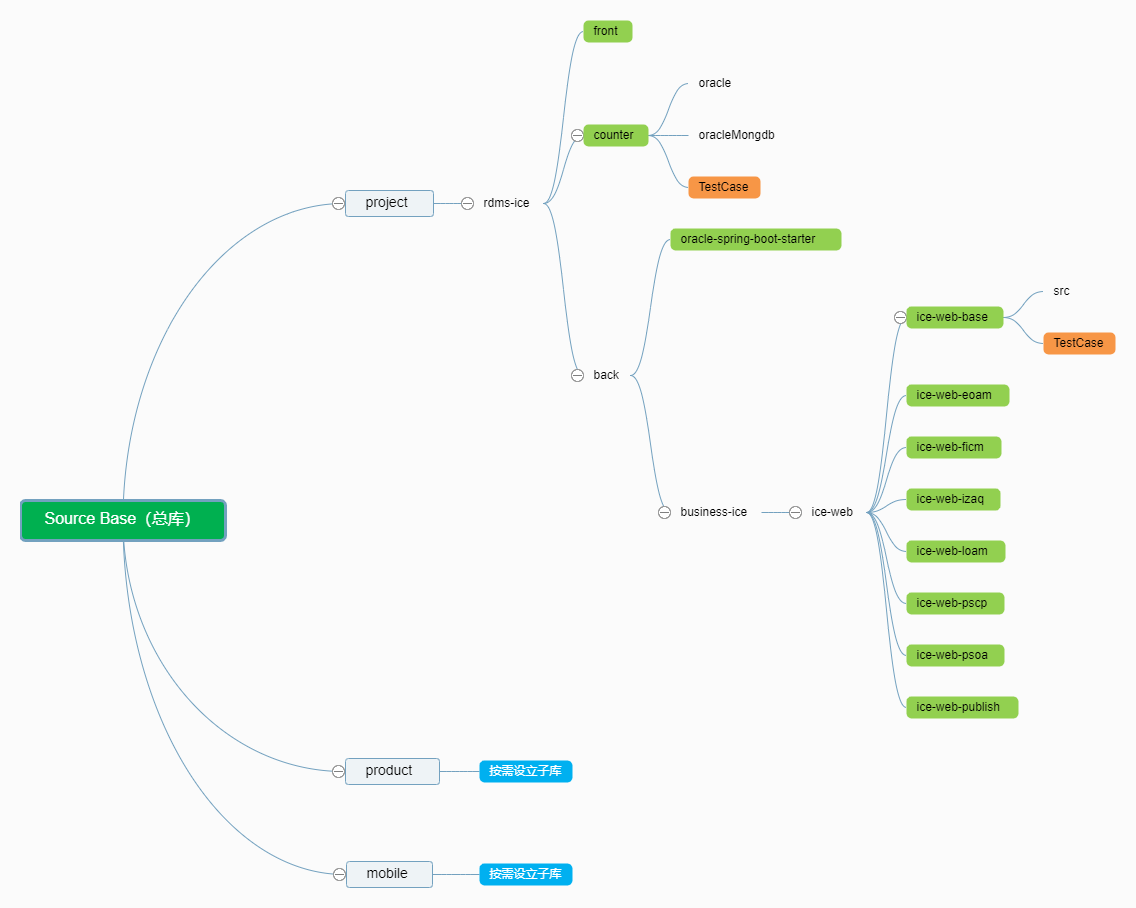 Source Base（总库）
project
rdms-ice
front
counter
oracle
oracleMongdb
TestCase
back
oracle-spring-boot-starter
business-ice
ice-web
ice-web-base
src
TestCase
ice-web-eoam
ice-web-ficm
ice-web-izaq
ice-web-loam
ice-web-pscp
ice-web-psoa
ice-web-publish
product
按需设立子库
mobile
按需设立子库